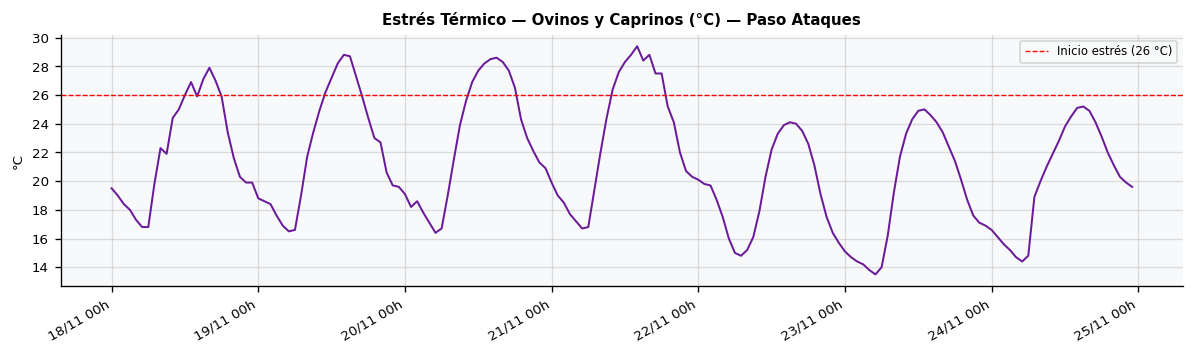 Estrés Térmico — Ovinos y Caprinos (°C) — Paso Ataques
Inicio estrés (26 °C)
°C
30
28
26
24
22
20
18
16
14
18/11 00h
19/11 00h
20/11 00h
21/11 00h
22/11 00h
23/11 00h
24/11 00h
25/11 00h